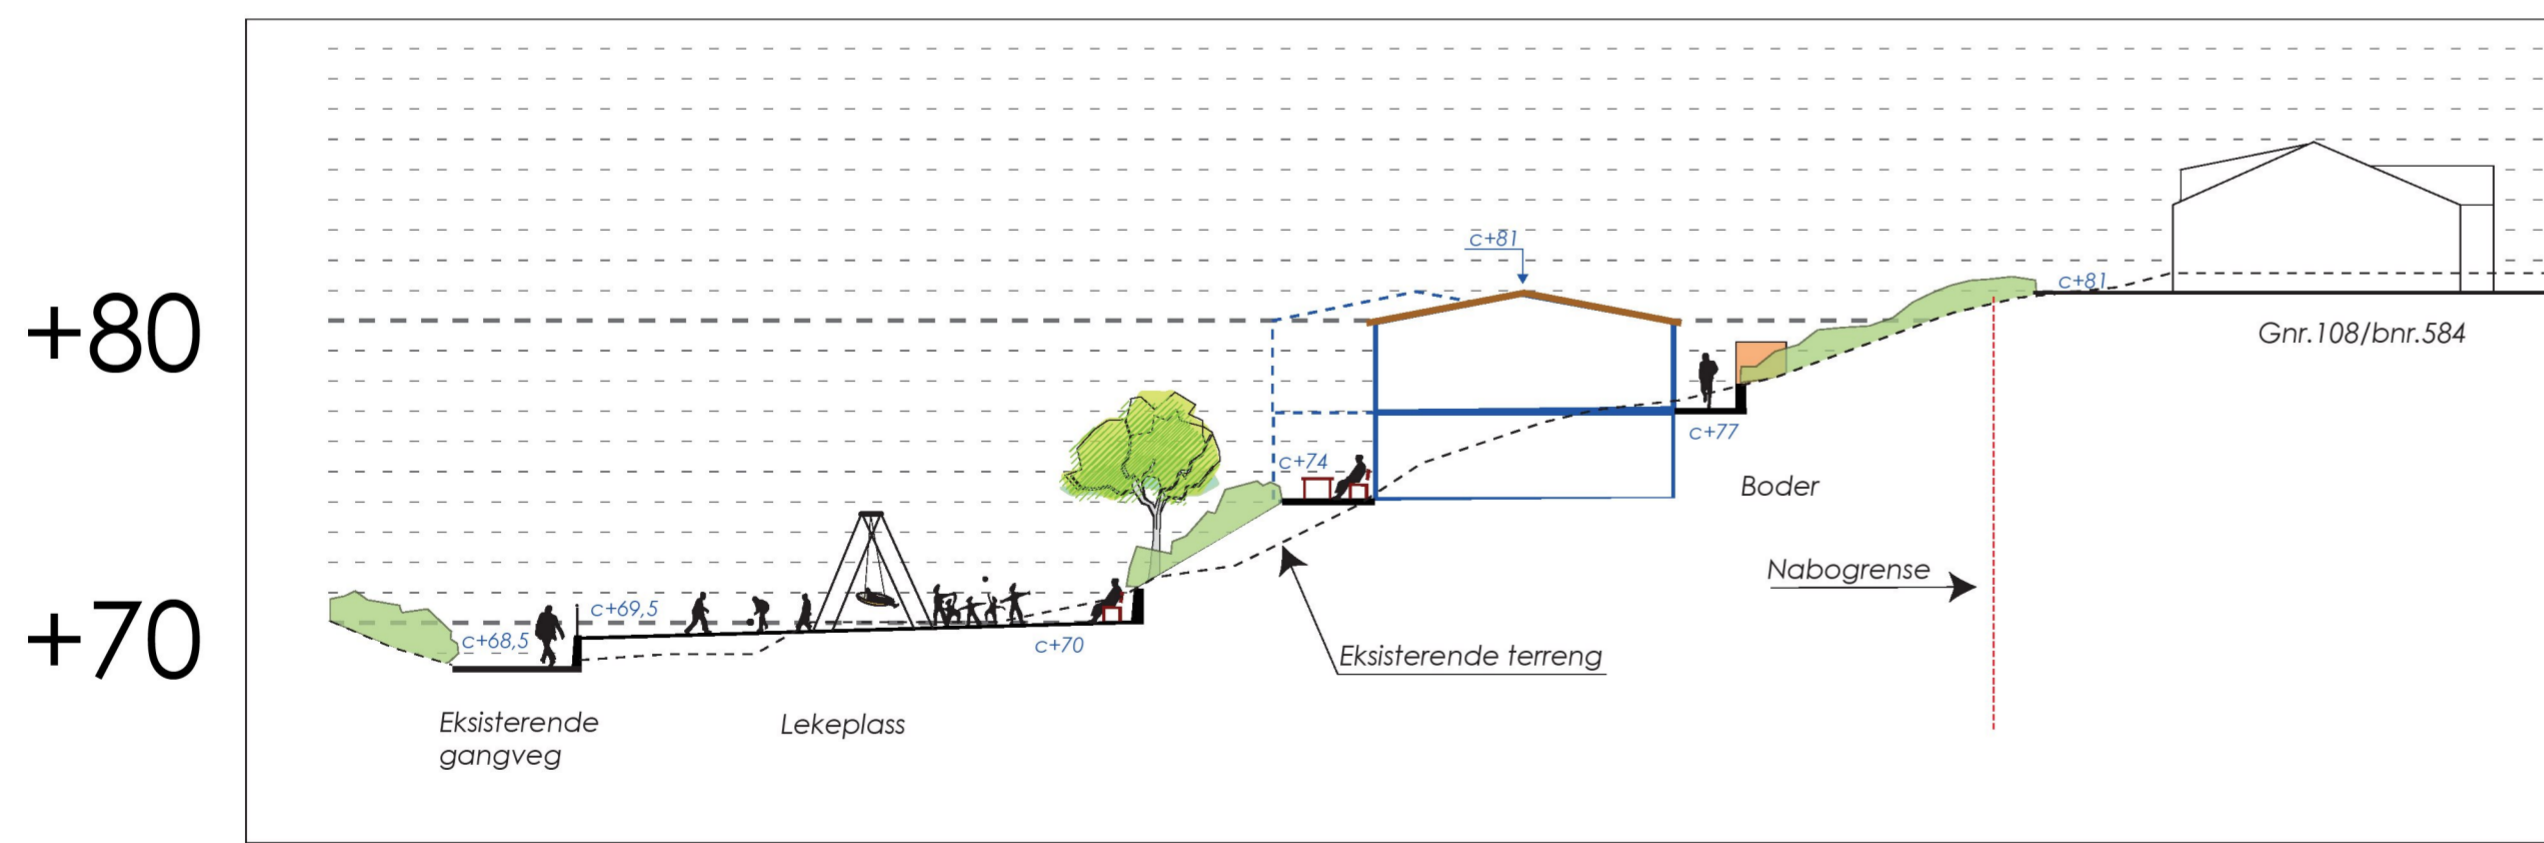 c+81
+80
c+81
Gnr.108/bnr.584
c+77
c+74
Boder
Nabogrense
+70
c+69,5
c+68,5
c+70
Eksisterende terreng
Eksisterende
gangveg
Lekeplass